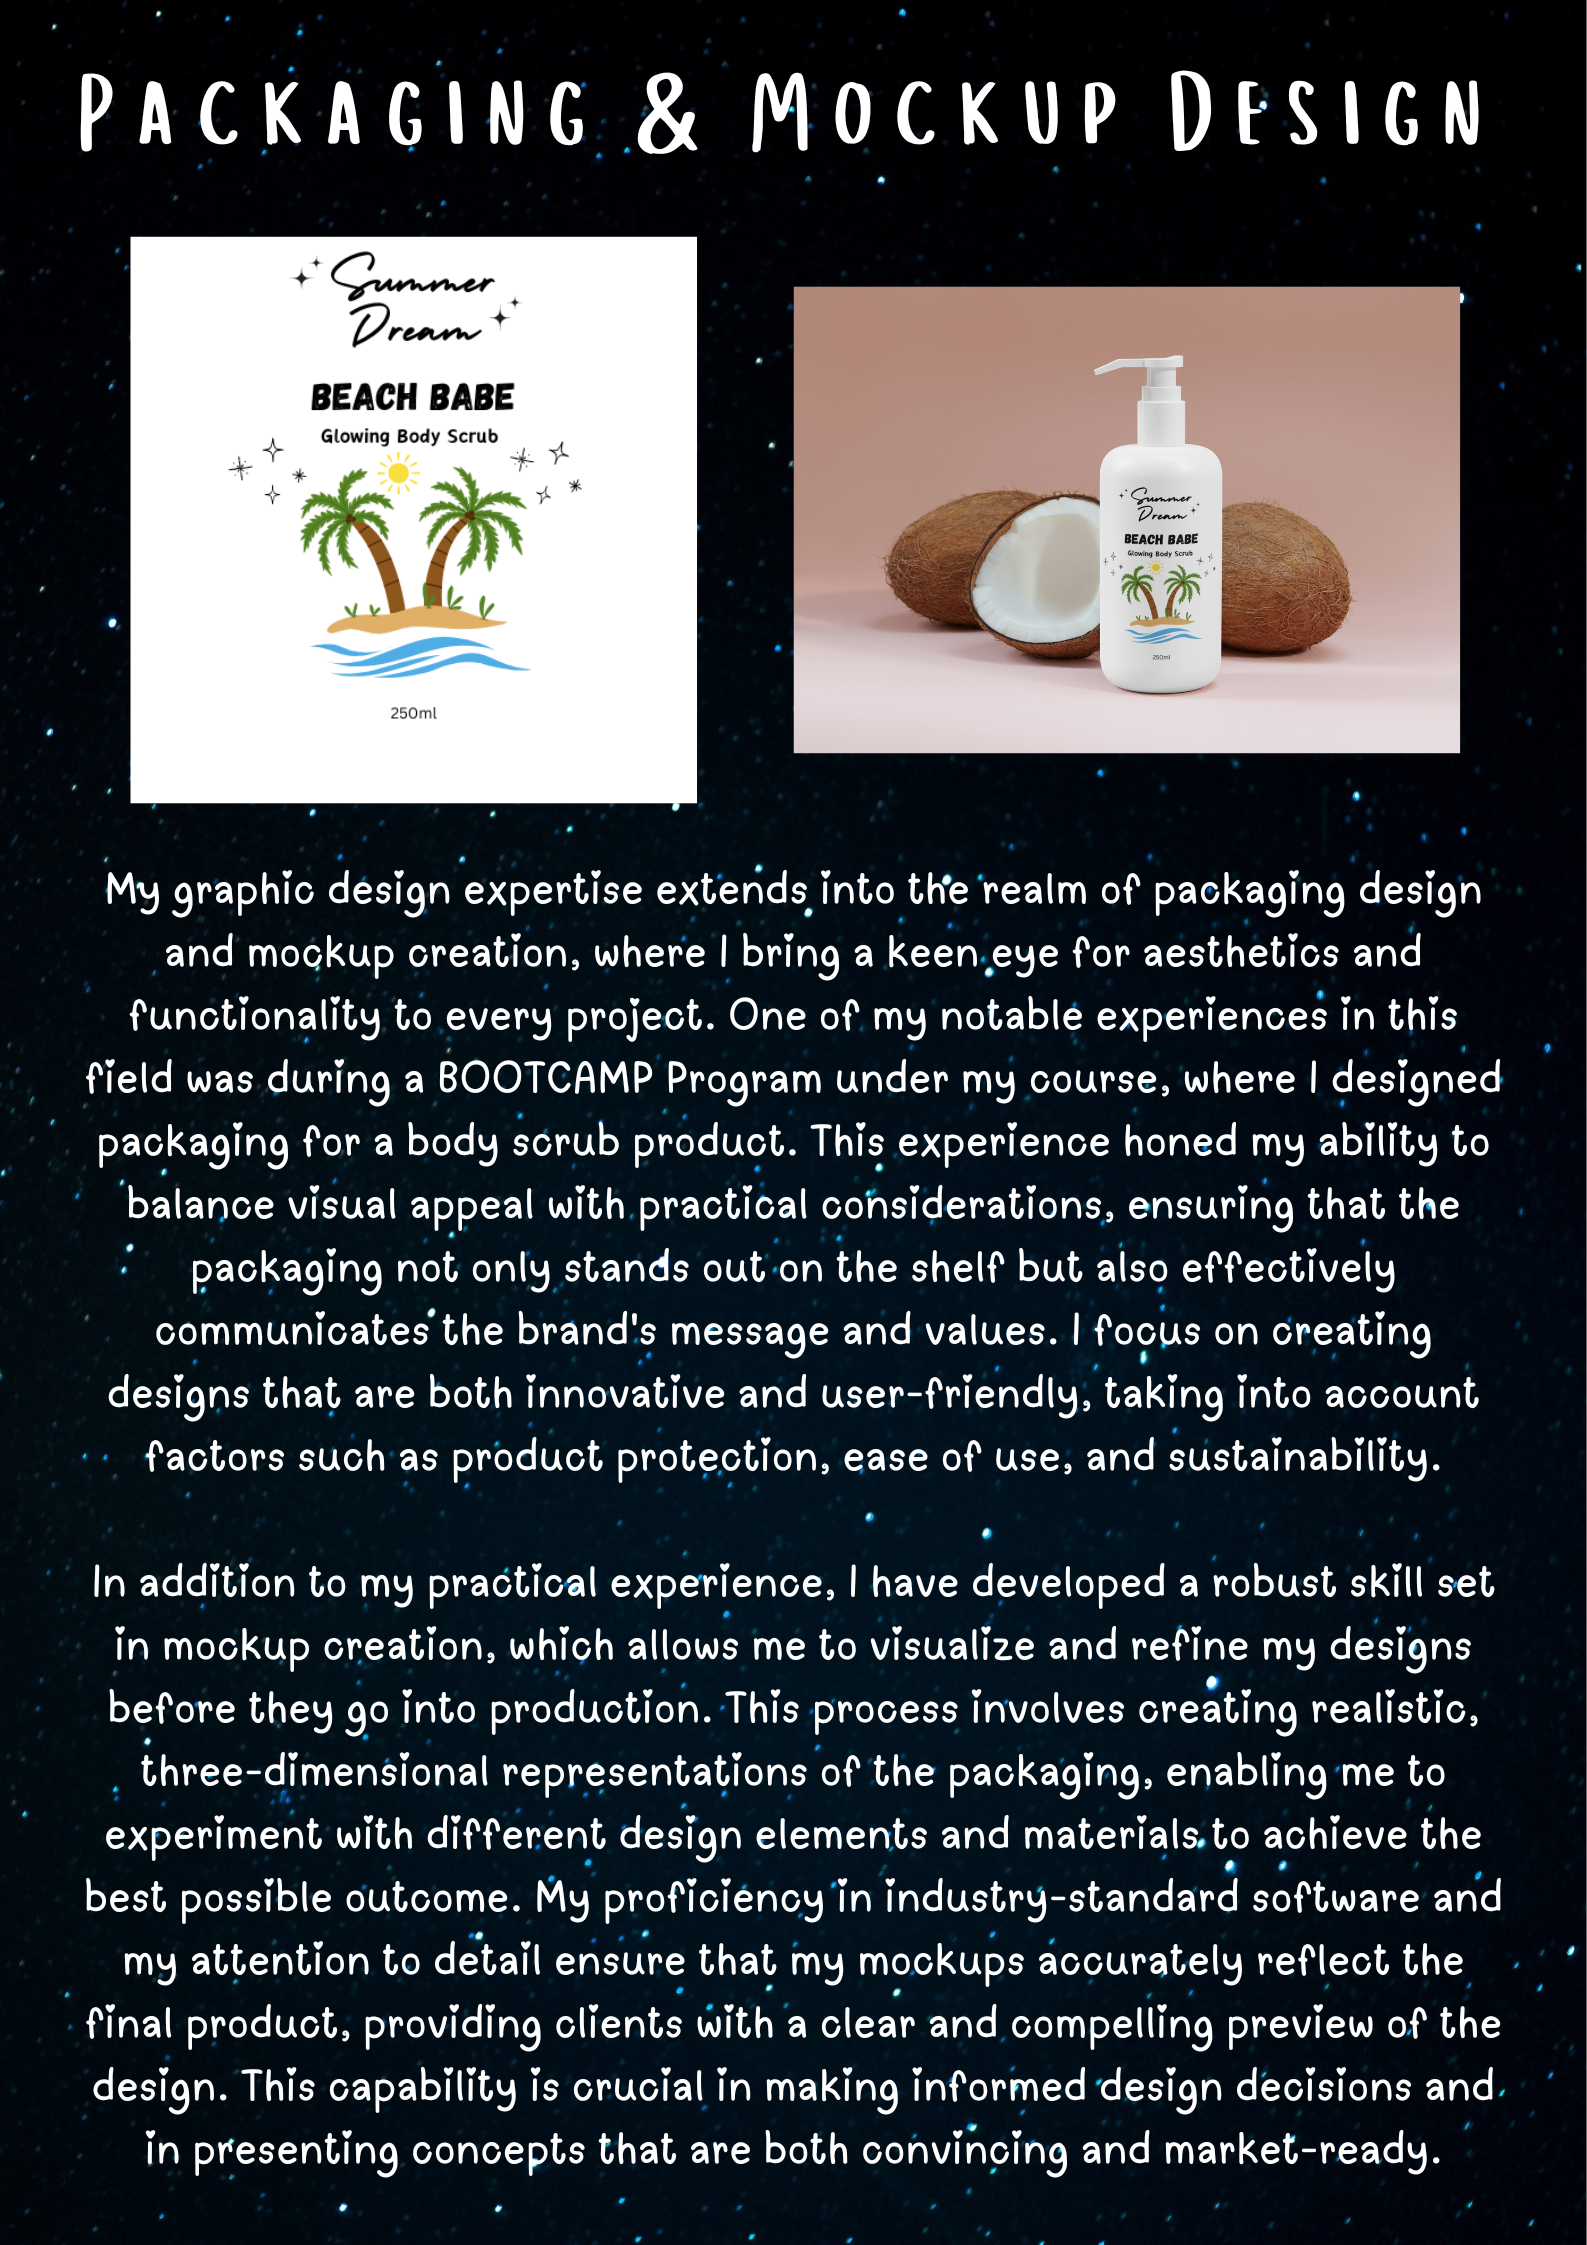 Packaging & Mockup Design
Summer
Dream
BEACH BABE
Glowing Body Scrub
250ml
Summer
Dream
BEACH BABE
Glowing Body Scrub
250ml
My graphic design expertise extends into the realm of packaging design
and mockup creation, where I bring a keen eye for aesthetics and
functionality to every project. One of my notable experiences in this
field was during a BOOTCAMP Program under my course, where I designed
packaging for a body scrub product. This experience honed my ability to
balance visual appeal with practical considerations, ensuring that the
packaging not only stands out on the shelf but also effectively
communicates the brand's message and values. I focus on creating
designs that are both innovative and user-friendly, taking into account
factors such as product protection, ease of use, and sustainability.
In addition to my practical experience, I have developed a robust skill set
in mockup creation, which allows me to visualize and refine my designs
before they go into production. This process involves creating realistic,
three-dimensional representations of the packaging, enabling me to
experiment with different design elements and materials to achieve the
best possible outcome. My proficiency in industry-standard software and
my attention to detail ensure that my mockups accurately reflect the
final product, providing clients with a clear and compelling preview of the
design. This capability is crucial in making informed design decisions and
in presenting concepts that are both convincing and market-ready.